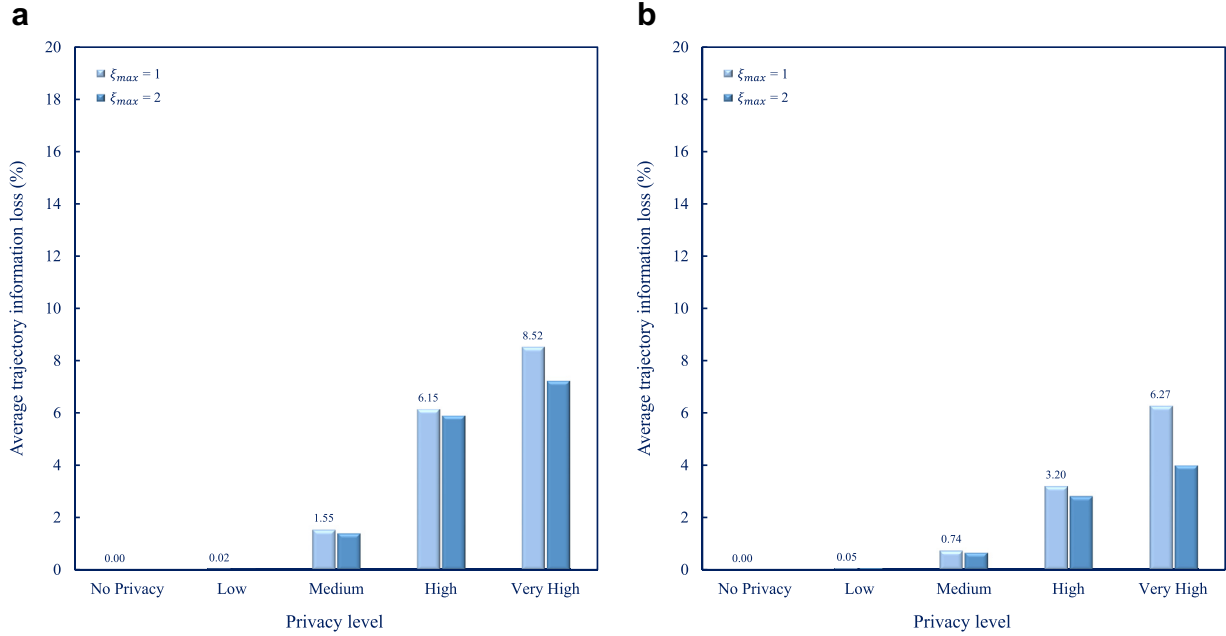 a
20
18
16
14
12
10
8
6
4
2
0
Average trajectory information loss (%)
ξmax = 1
ξmax = 2
0.00
0.02
1.55
6.15
8.52
No Privacy
Low
Medium
High
Very High
Privacy level
b
20
18
16
14
12
10
8
6
4
2
0
Average trajectory information loss (%)
ξmax = 1
ξmax = 2
0.00
0.05
0.74
3.20
6.27
No Privacy
Low
Medium
High
Very High
Privacy level